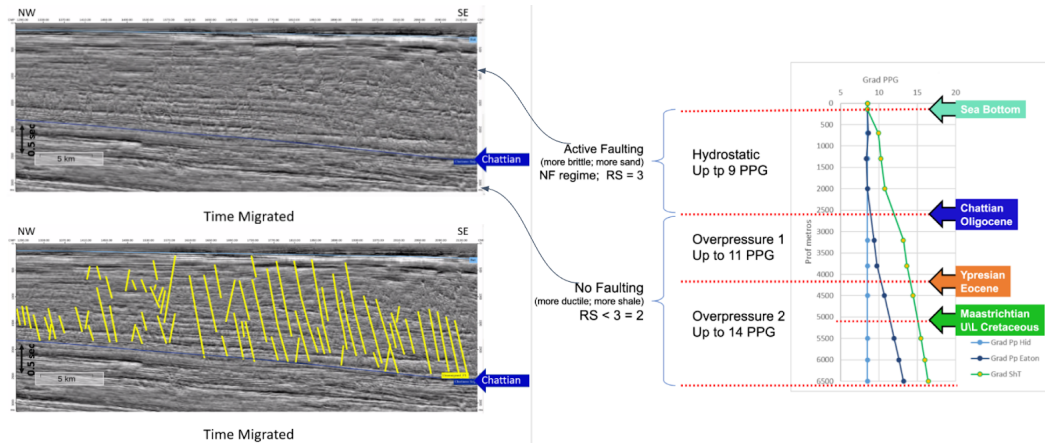 NW
SE
0.5 sec
5 km
Chattian
Time Migrated
NW
SE
0.5 sec
5 km
Chattian
Time Migrated
Active Faulting
(more brittle; more sand)
NF regime; RS = 3
No Faulting
(more ductile; more shale)
RS < 3 = 2
Hydrostatic
Up tp 9 PPG
Overpressure 1
Up to 11 PPG
Overpressure 2
Up to 14 PPG
Grad PPG
5 10 15 20
Prof metros
0
500
1000
1500
2000
2500
3000
3500
4000
4500
5000
5500
6000
6500
Sea Bottom
Chattian
Oligocene
Ypresian
Eocene
Maastrichtian
U\L Cretaceous
Grad Pp Hid
Grad Pp Eaton
Grad ShT